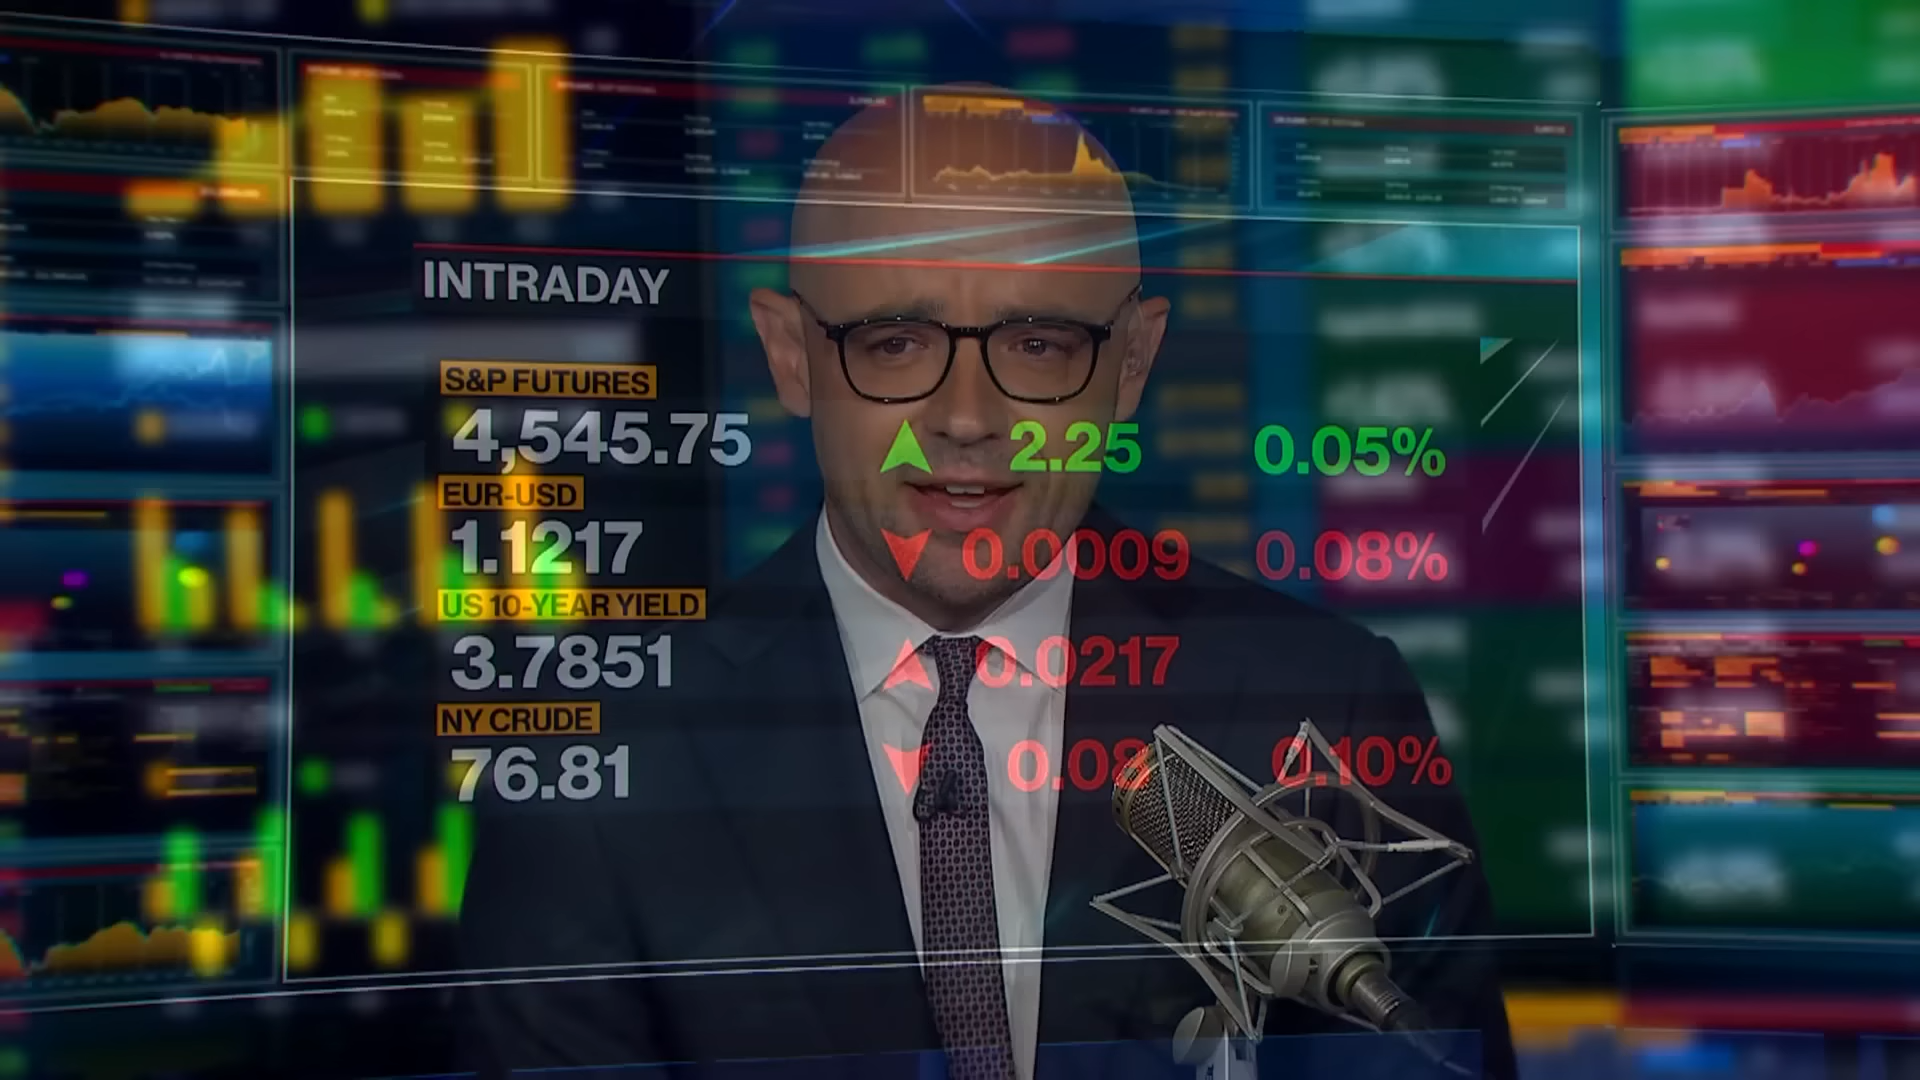 INTRADAY
S&P FUTURES
4,545.75 2.25 0.05%
EUR-USD
1.1217 0.0009 0.08%
US 10-YEAR YIELD
3.7851 0.0217
NY CRUDE
76.81 0.08 0.10%